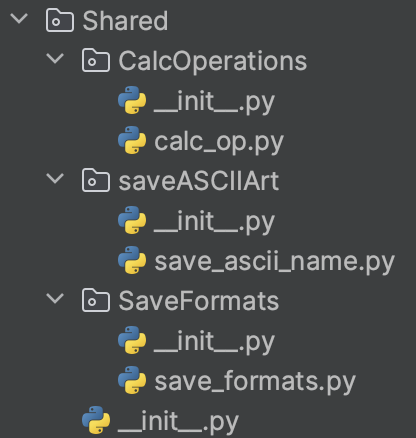 Shared
CalcOperations
__init__.py
calc_op.py
saveASCIIArt
__init__.py
save_ascii_name.py
SaveFormats
__init__.py
save_formats.py
__init__.py